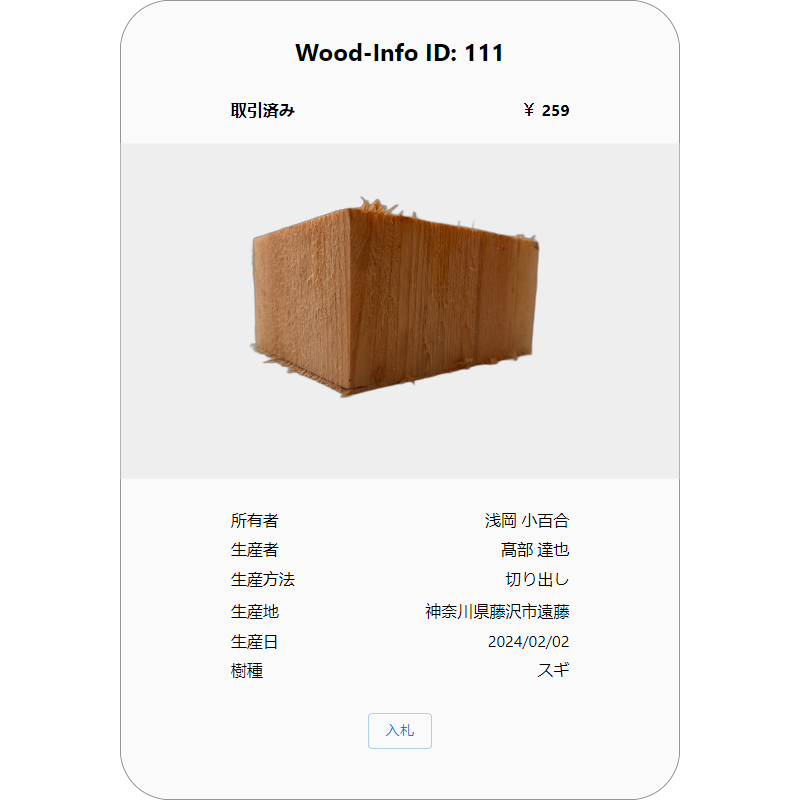 Wood-Info ID: 111
取引済み ￥ 259
所有者 浅岡 小百合
生産者 高部 達也
生産方法 切り出し
生産地 神奈川県藤沢市遠藤
生産日 2024/02/02
樹種 スギ
入札